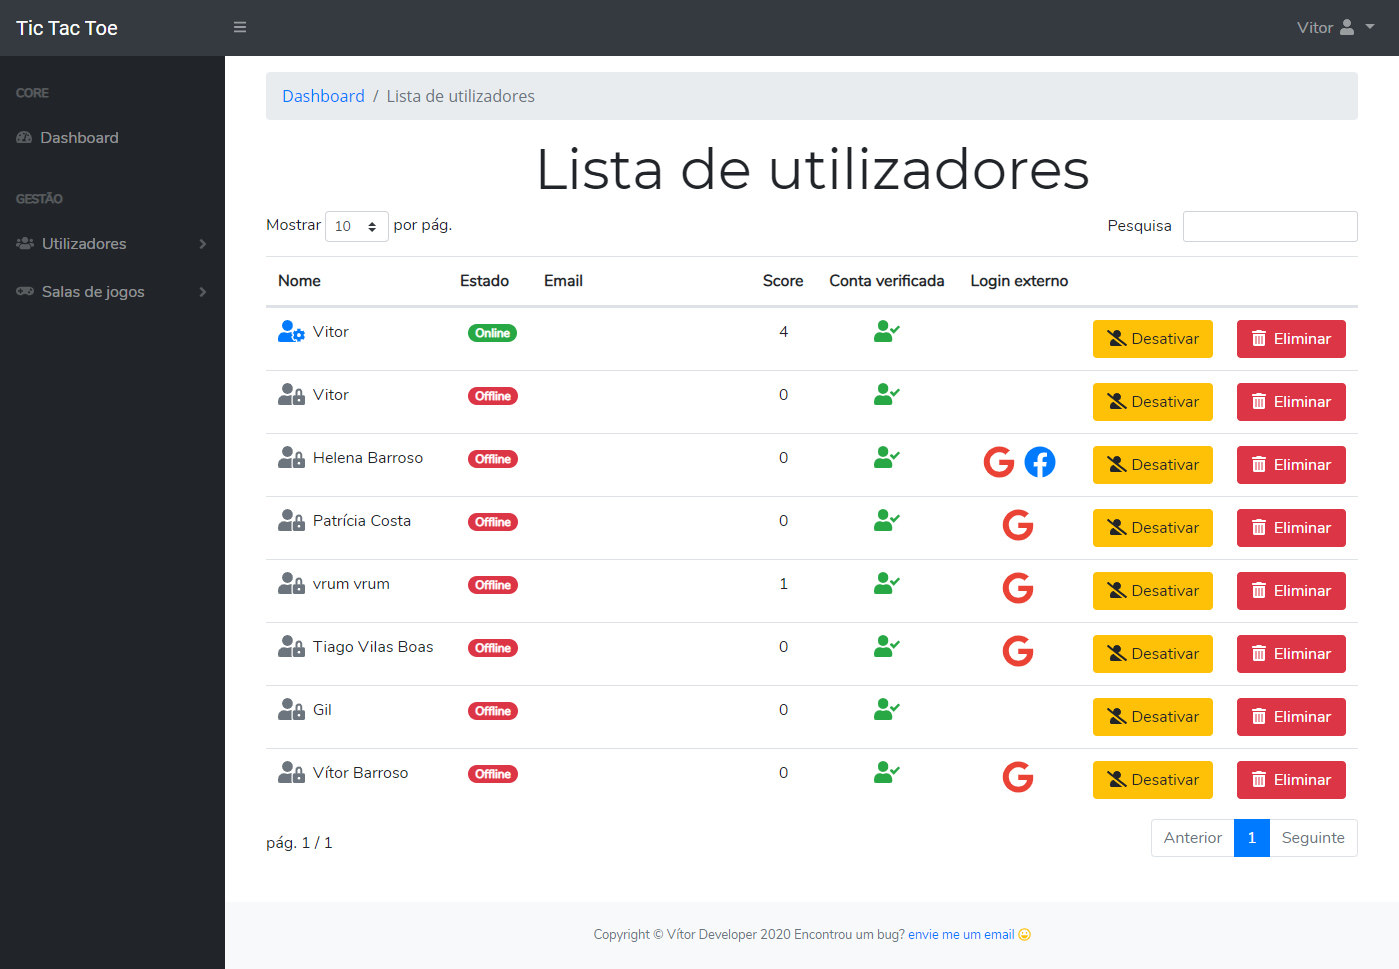 Tic Tac Toe
Vitor
CORE
Dashboard
GESTÃO
Utilizadores
Salas de jogos
Dashboard / Lista de utilizadores
Lista de utilizadores
Mostrar 10 por pág.
Pesquisa
Nome Estado Email Score Conta verificada Login externo
Vitor Online 4 Desativar Eliminar
Vitor Offline 0 Desativar Eliminar
Helena Barroso Offline 0 Desativar Eliminar
Patrícia Costa Offline 0 Desativar Eliminar
vrum vrum Offline 1 Desativar Eliminar
Tiago Vilas Boas Offline 0 Desativar Eliminar
Gil Offline 0 Desativar Eliminar
Vítor Barroso Offline 0 Desativar Eliminar
pág. 1 / 1
Anterior 1 Seguinte
Copyright © Vítor Developer 2020 Encontrou um bug? envie me um email